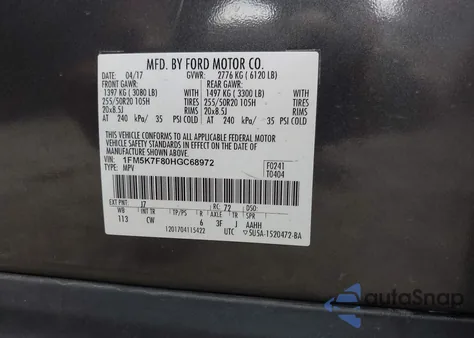 MFD. BY FORD MOTOR CO.
DATE: 04/17 GVWR: 2776 KG ( 6120 LB)
FRONT GAWR: REAR GAWR:
1397 KG ( 3080 LB) WITH 1497 KG ( 3300 LB) WITH
255/50R20 105H 255/50R20 105H
20x8.5J 20x8.5J
AT 240 kPa/ 35 PSI COLD AT 240 kPa/ 35 PSI COLD
THIS VEHICLE CONFORMS TO ALL APPLICABLE FEDERAL MOTOR
VEHICLE SAFETY STANDARDS IN EFFECT ON THE DATE OF
MANUFACTURE SHOWN ABOVE.
VIN: 1FM5K7F80HGC68972 F0241
TYPE: MPV T0404
EXT PNT: J7 RC: 72 DSO:
WB INT TR TP/PS R AXLE TR SPR
113 CW 6 3F J AAHH
1201704115422 UTC 5U5A-1520472-BA
autoSnap